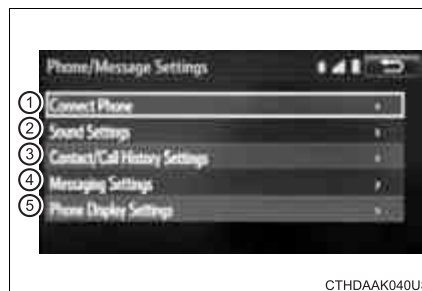 Phone/Message Settings
1 Connect Phone
2 Sound Settings
3 Contact/Call History Settings
4 Messaging Settings
5 Phone Display Settings
CTHDAAK040US